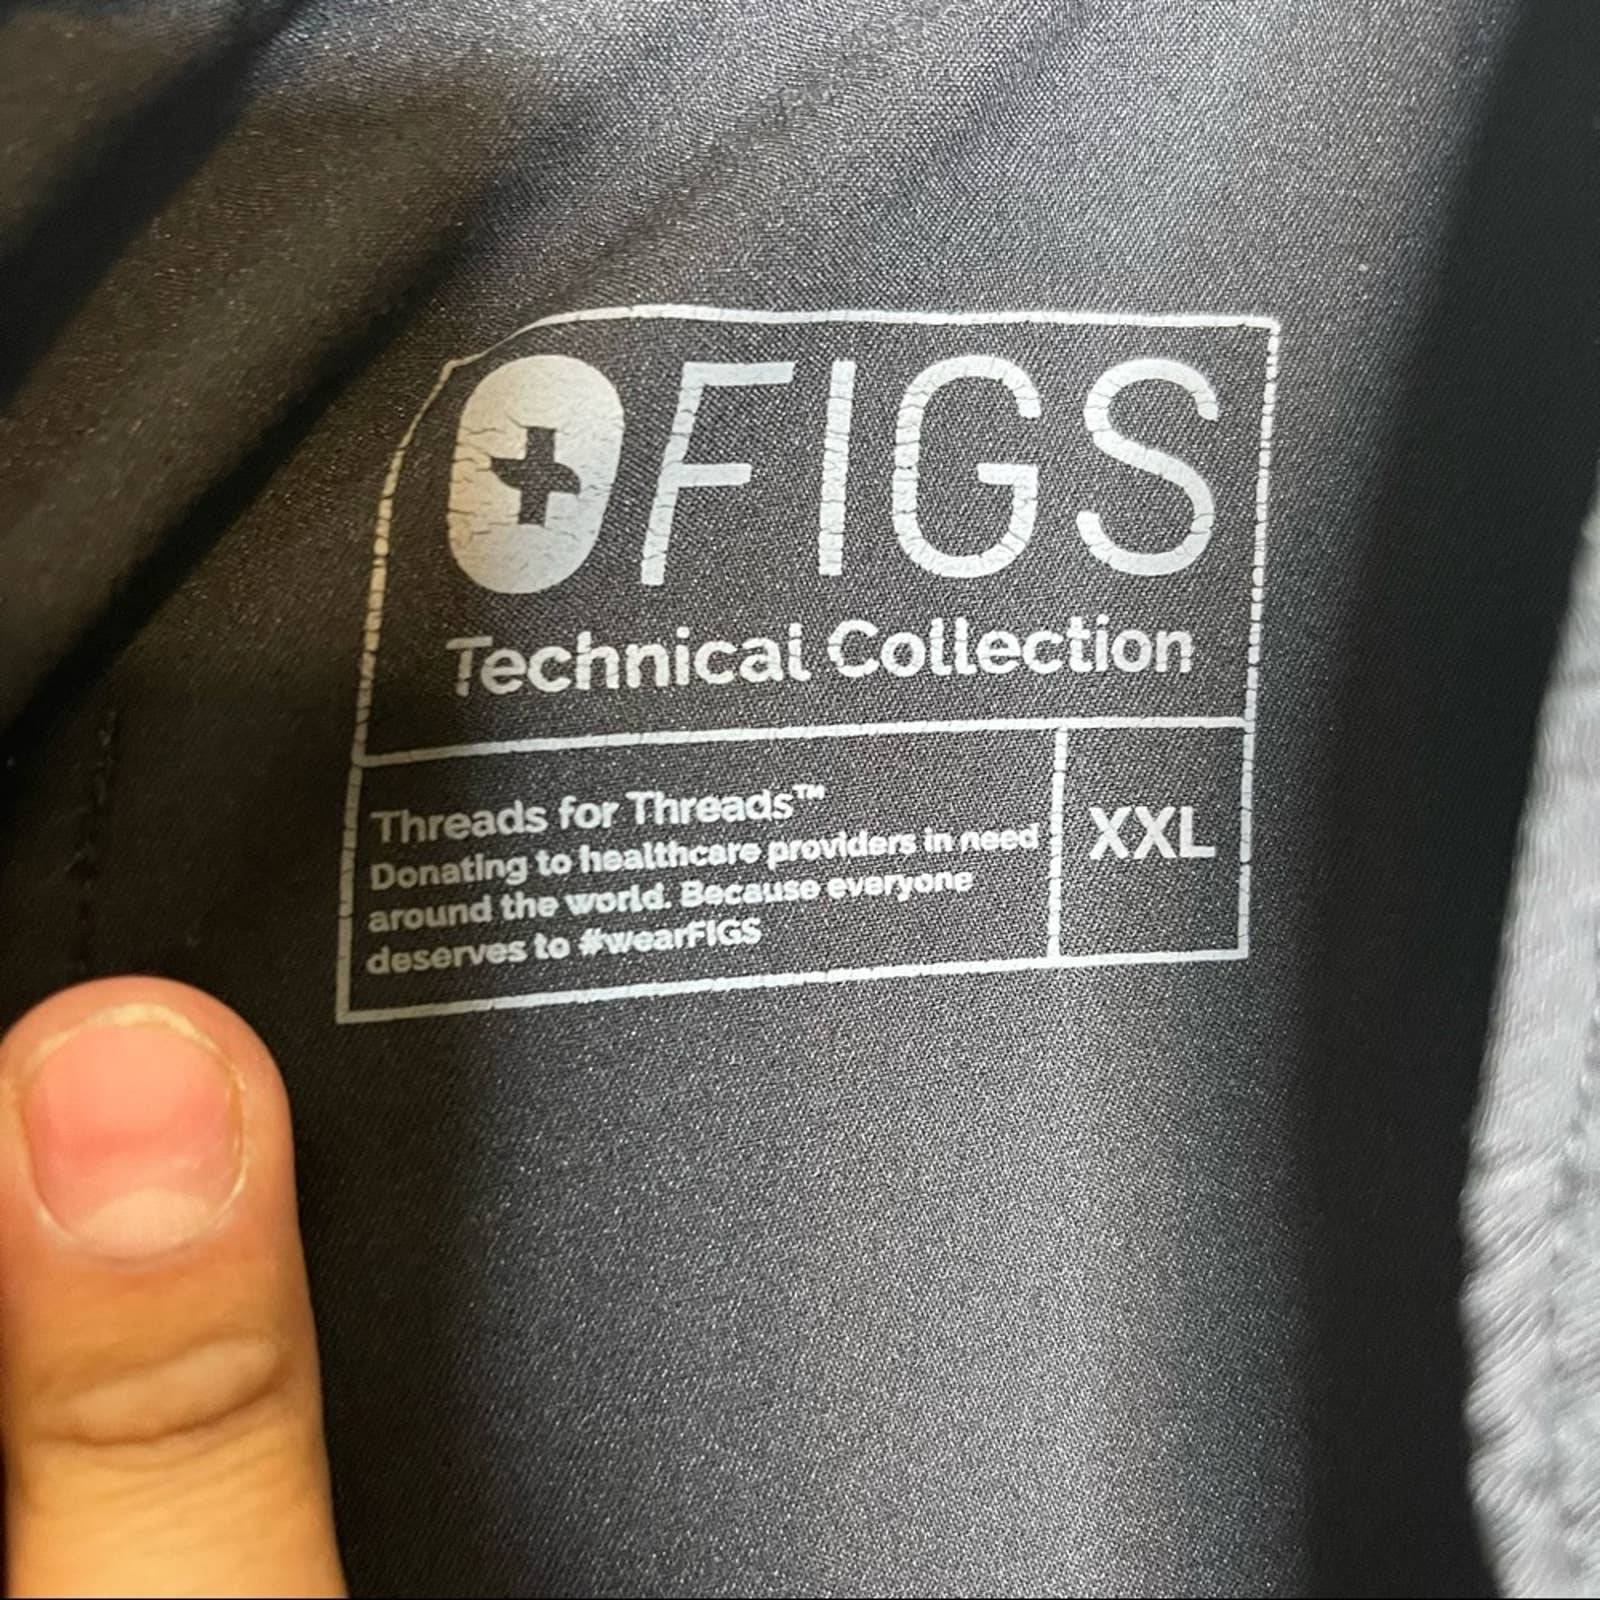 FIGS
Technical Collection
Threads for Threads™
Donating to healthcare providers in need
around the world. Because everyone
deserves to #wearFIGS
XXL